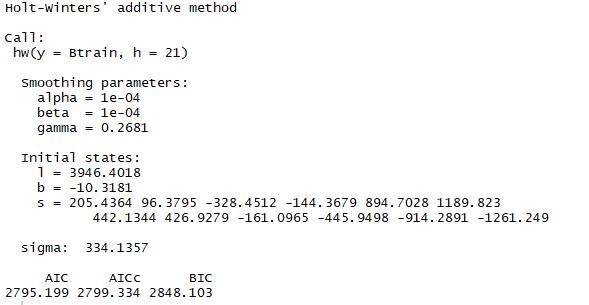 Holt-Winters' additive method
Call:
hw(y = Btrain, h = 21)
Smoothing parameters:
alpha = 1e-04
beta  = 1e-04
gamma = 0.2681
Initial states:
l = 3946.4018
b = -10.3181
s = 205.4364 96.3795 -328.4512 -144.3679 894.7028 1189.823
442.1344 426.9279 -161.0965 -445.9498 -914.2891 -1261.249
sigma:  334.1357
AIC     AICc      BIC
2795.199 2799.334 2848.103